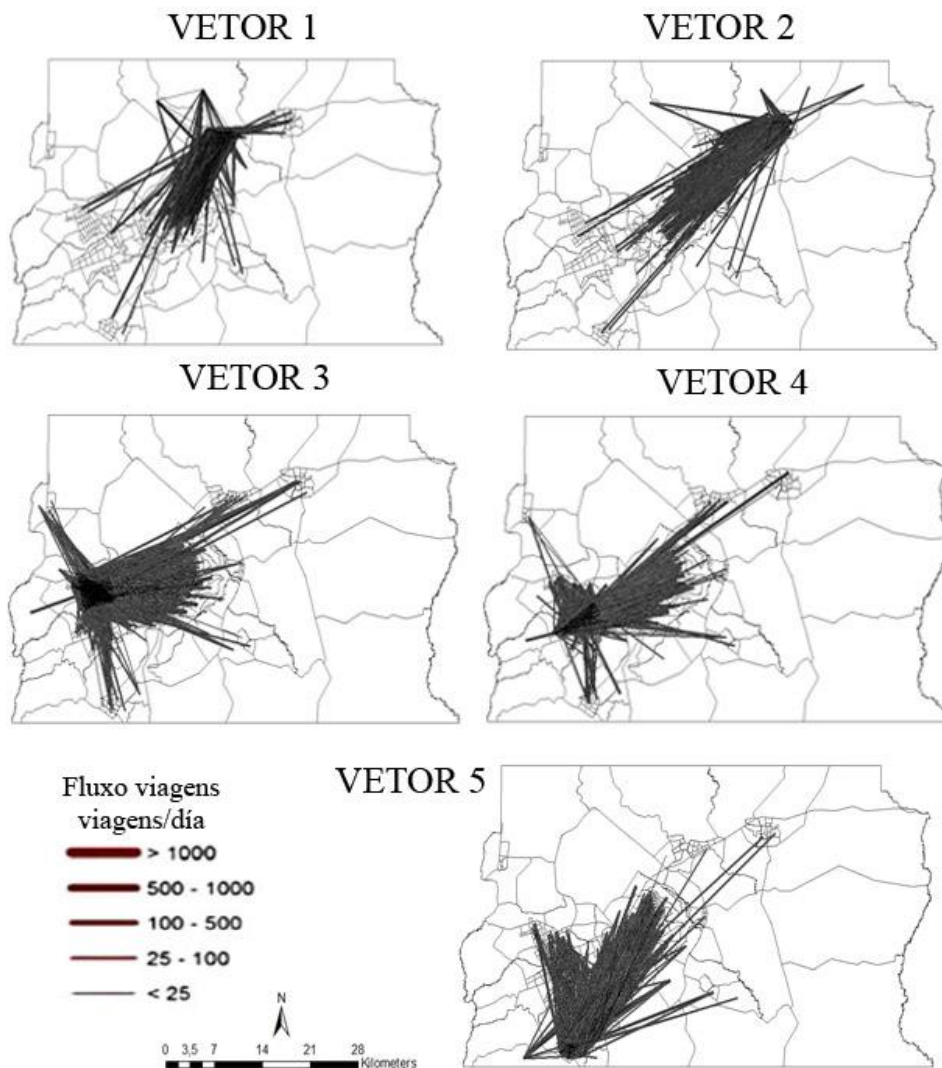 VETOR 1
VETOR 2
VETOR 3
VETOR 4
VETOR 5
Fluxo viagens
viagens/día
> 1000
500 - 1000
100 - 500
25 - 100
< 25
N
0 3,5 7 14 21 28
Kilometers